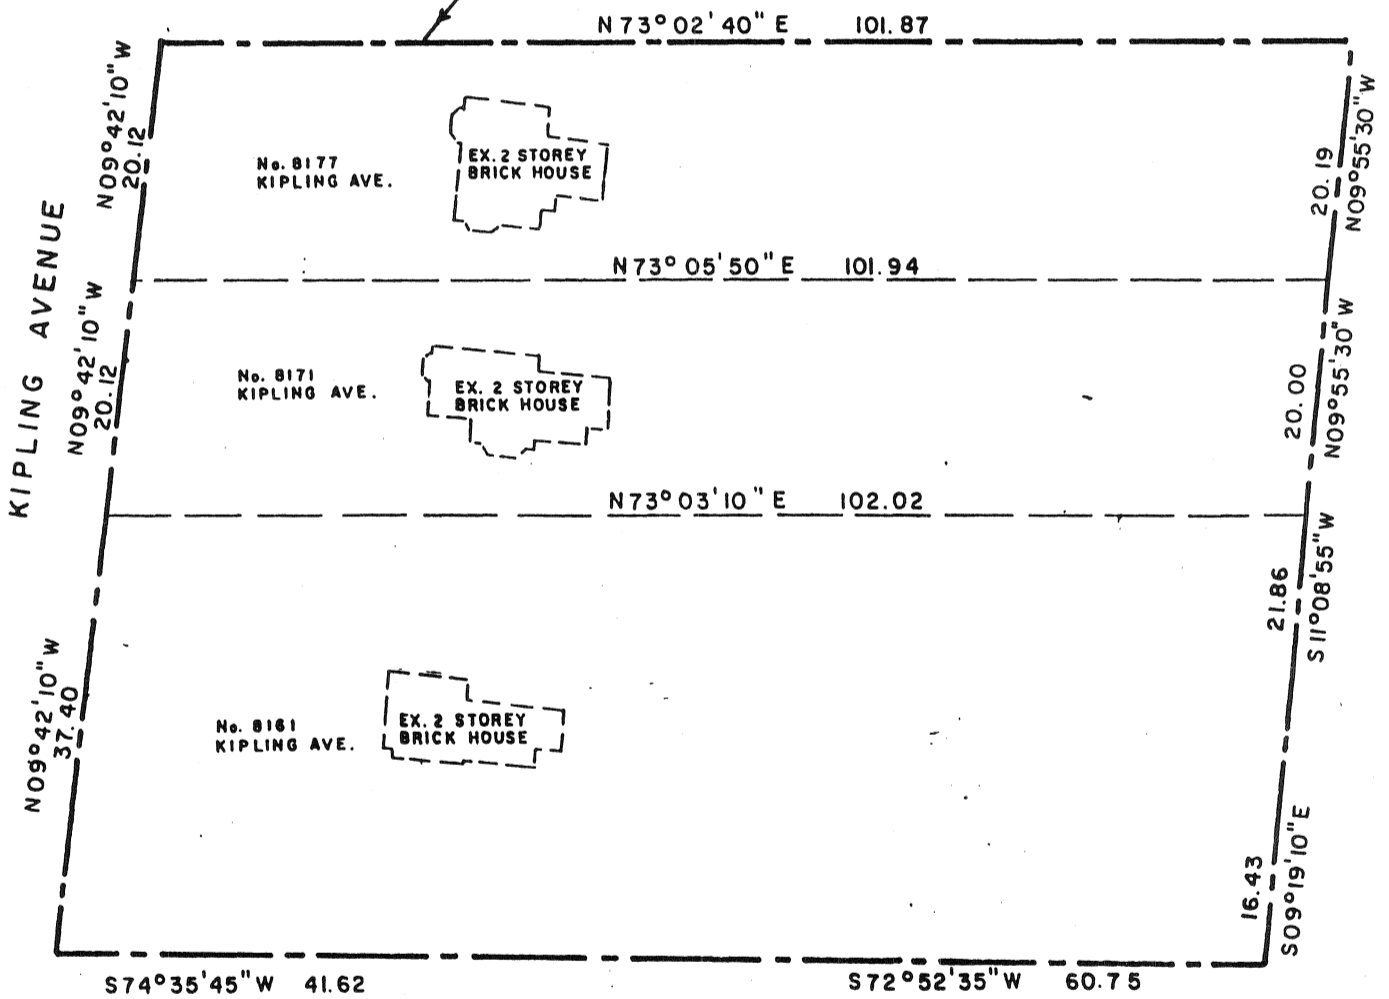 N 73° 02' 40" E 101.87
N09°42'10"W
20.12
No. 8177
KIPLING AVE.
EX. 2 STOREY
BRICK HOUSE
20.19
N09°55'30"W
KIPLING AVENUE
N 73° 05' 50" E 101.94
N09°42'10"W
20.12
No. 8171
KIPLING AVE.
EX. 2 STOREY
BRICK HOUSE
20.00
N09°55'30"W
N 73° 03' 10" E 102.02
21.86
S 11°08'55"W
N09°42'10"W
37.40
No. 8161
KIPLING AVE.
EX. 2 STOREY
BRICK HOUSE
16.43
S09°19'10"E
S74°35'45"W 41.62
S72°52'35"W 60.75